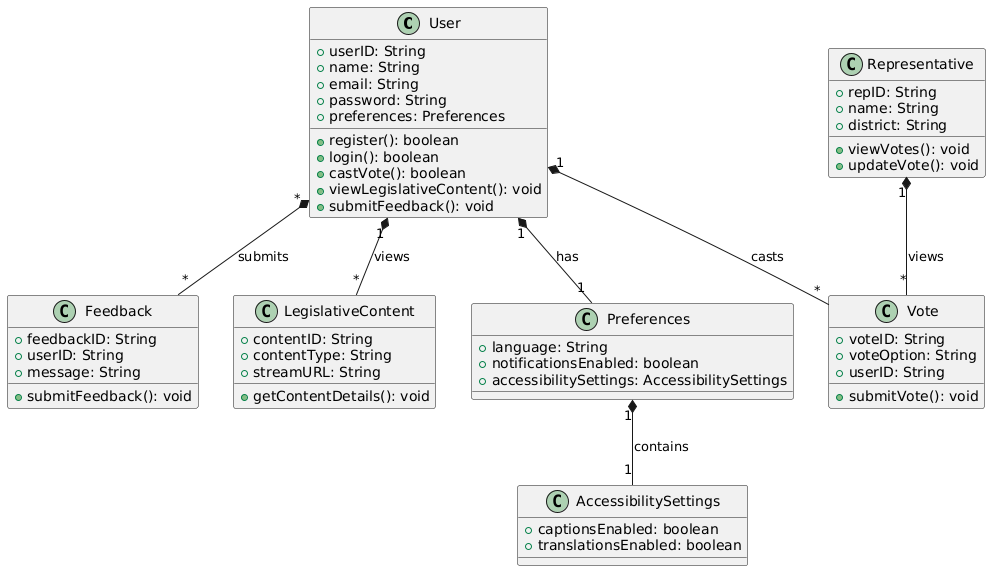 C User
userID: String
name: String
email: String
password: String
preferences: Preferences
register(): boolean
login(): boolean
castVote(): boolean
viewLegislativeContent(): void
submitFeedback(): void
C Representative
repID: String
name: String
district: String
viewVotes(): void
updateVote(): void
* submits *
1 views *
1 has 1
1 casts *
1 views *
C Feedback
feedbackID: String
userID: String
message: String
submitFeedback(): void
C LegislativeContent
contentID: String
contentType: String
streamURL: String
getContentDetails(): void
C Preferences
language: String
notificationsEnabled: boolean
accessibilitySettings: AccessibilitySettings
C Vote
voteID: String
voteOption: String
userID: String
submitVote(): void
1 contains 1
C AccessibilitySettings
captionsEnabled: boolean
translationsEnabled: boolean